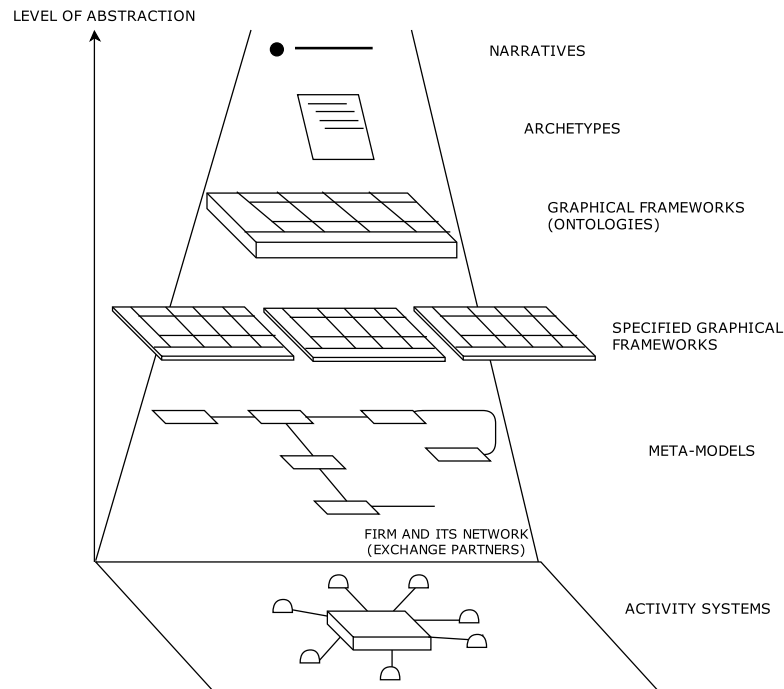 LEVEL OF ABSTRACTION
NARRATIVES
ARCHETYPES
GRAPHICAL FRAMEWORKS
(ONTOLOGIES)
SPECIFIED GRAPHICAL
FRAMEWORKS
META-MODELS
FIRM AND ITS NETWORK
(EXCHANGE PARTNERS)
ACTIVITY SYSTEMS